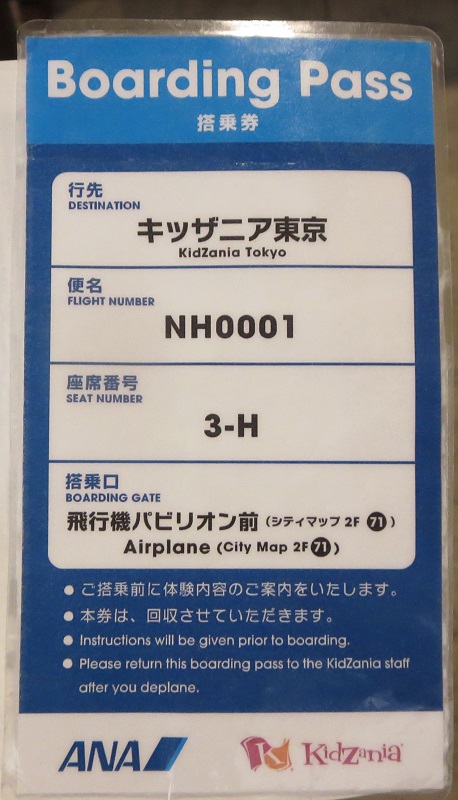 Boarding Pass
搭乗券
行先
DESTINATION
キッザニア東京
KidZania Tokyo
便名
FLIGHT NUMBER
NH0001
座席番号
SEAT NUMBER
3-H
搭乗口
BOARDING GATE
飛行機パビリオン前 (シティマップ 2F 71)
Airplane (City Map 2F 71)
● ご搭乗前に体験内容のご案内をいたします。
● 本券は、回収させていただきます。
● Instructions will be given prior to boarding.
● Please return this boarding pass to the KidZania staff
after you deplane.
ANA
K KidZania